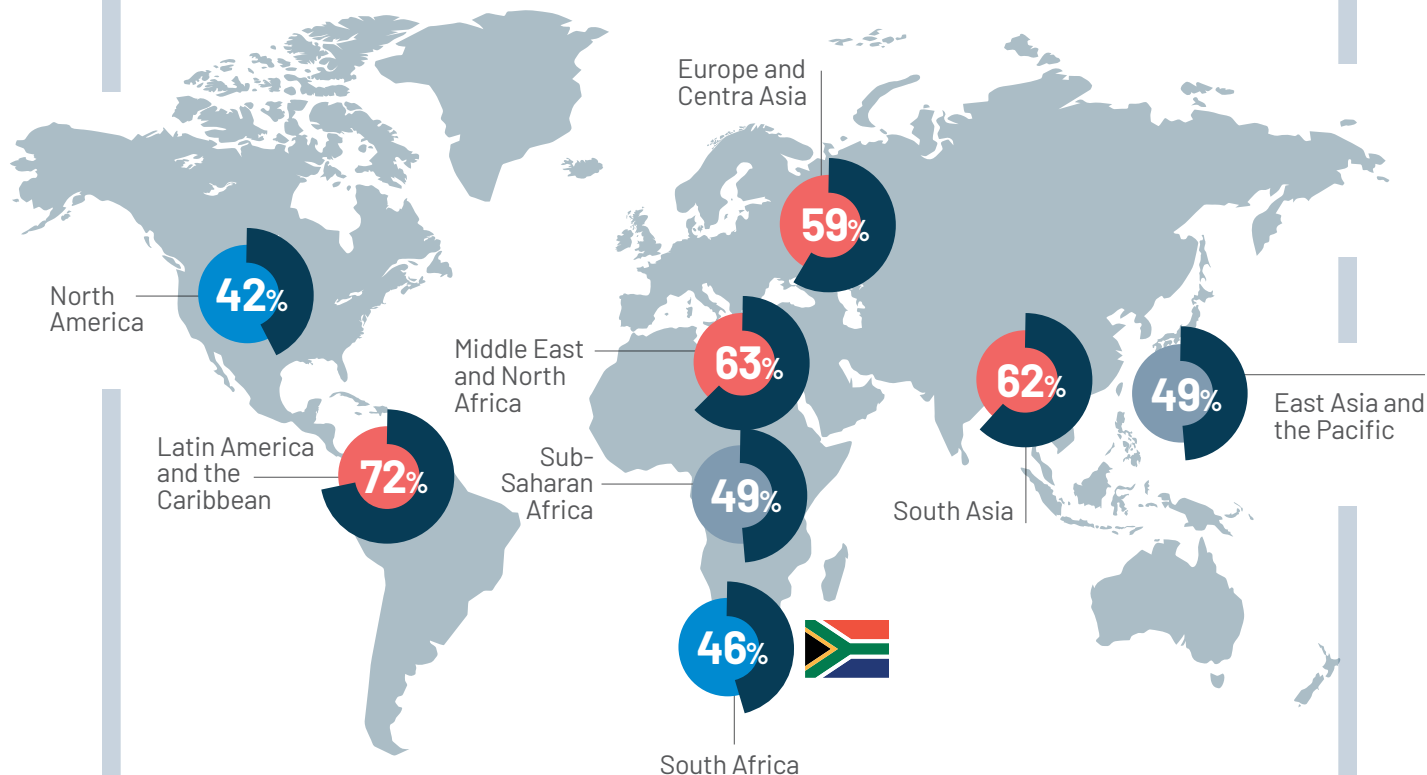 Europe and
Centra Asia
59%
North
America
42%
Middle East
and North
Africa
63%
62%
49%
East Asia and
the Pacific
Latin America
and the
Caribbean
72%
Sub-
Saharan
Africa
49%
South Asia
46%
South Africa